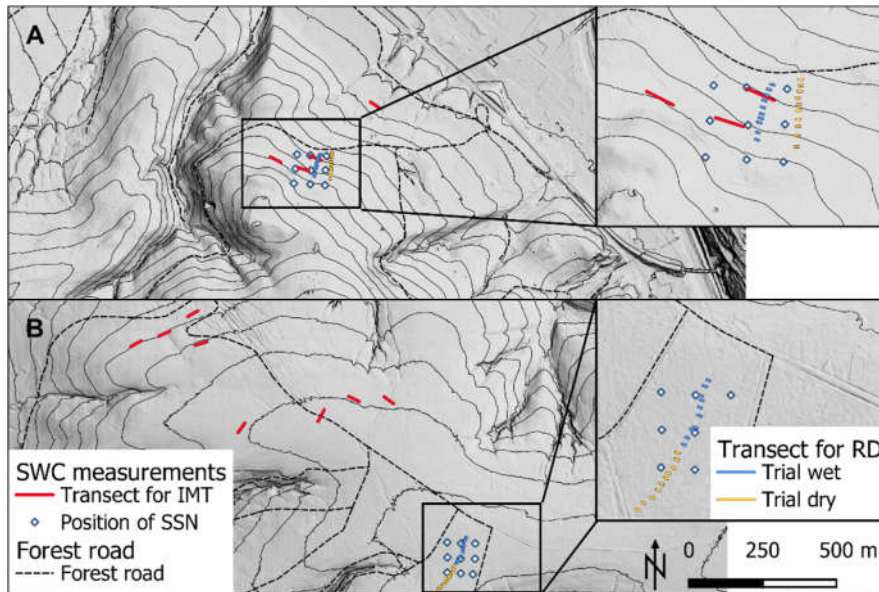 A
B
SWC measurements
Transect for IMT
Position of SSN
Forest road
Forest road
Transect for RD
Trial wet
Trial dry
N
0 250 500 m